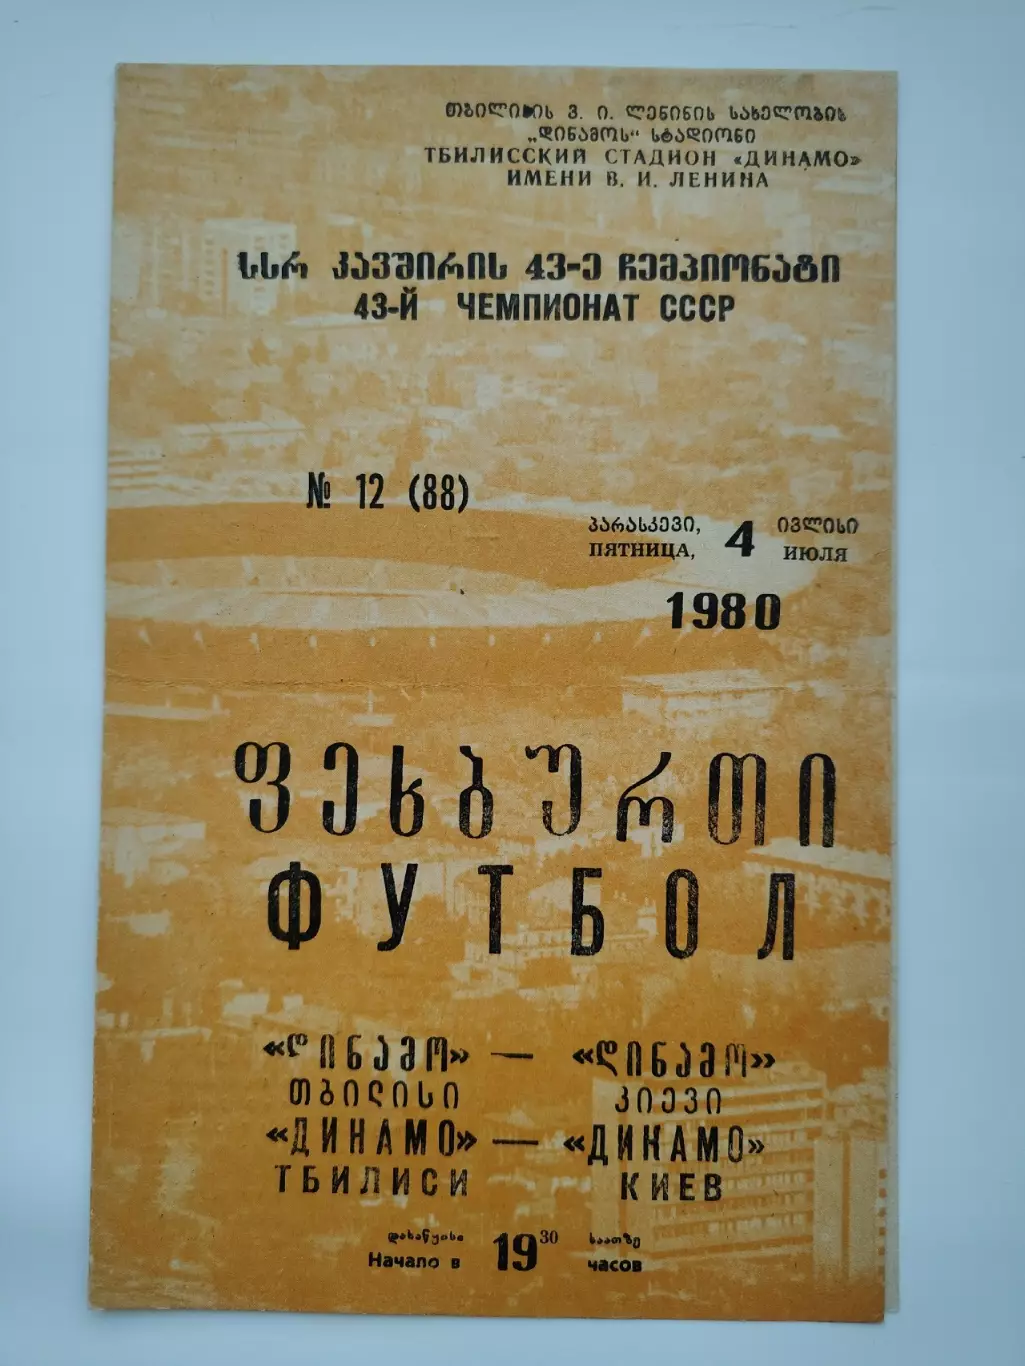 თბილისის ვ. ი. ლენინის სახელობის
„დინამოს“ სტადიონი
ТБИЛИССКИЙ СТАДИОН «ДИНАМО»
ИМЕНИ В. И. ЛЕНИНА
სსრ კავშირის 43-ე ჩემპიონატი
43-Й ЧЕМПИОНАТ СССР
№ 12 (88)
პარასკევი, 4 ივლისი
ПЯТНИЦА, ИЮЛЯ
1980
ფეხბურთი
ФУТБОЛ
«დინამო» — «დინამო»
თბილისი კიევი
«ДИНАМО» — «ДИНАМО»
ТБИЛИСИ КИЕВ
დასაწყისი 19 30 საათზე
Начало в часов